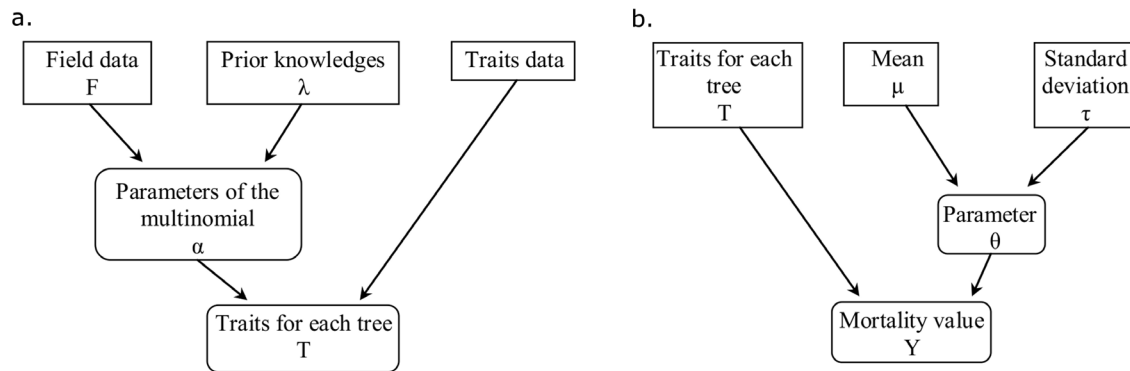 a.
Field data
F
Prior knowledges
λ
Traits data
Parameters of the
multinomial
α
Traits for each tree
T
b.
Traits for each
tree
T
Mean
μ
Standard
deviation
τ
Parameter
θ
Mortality value
Y